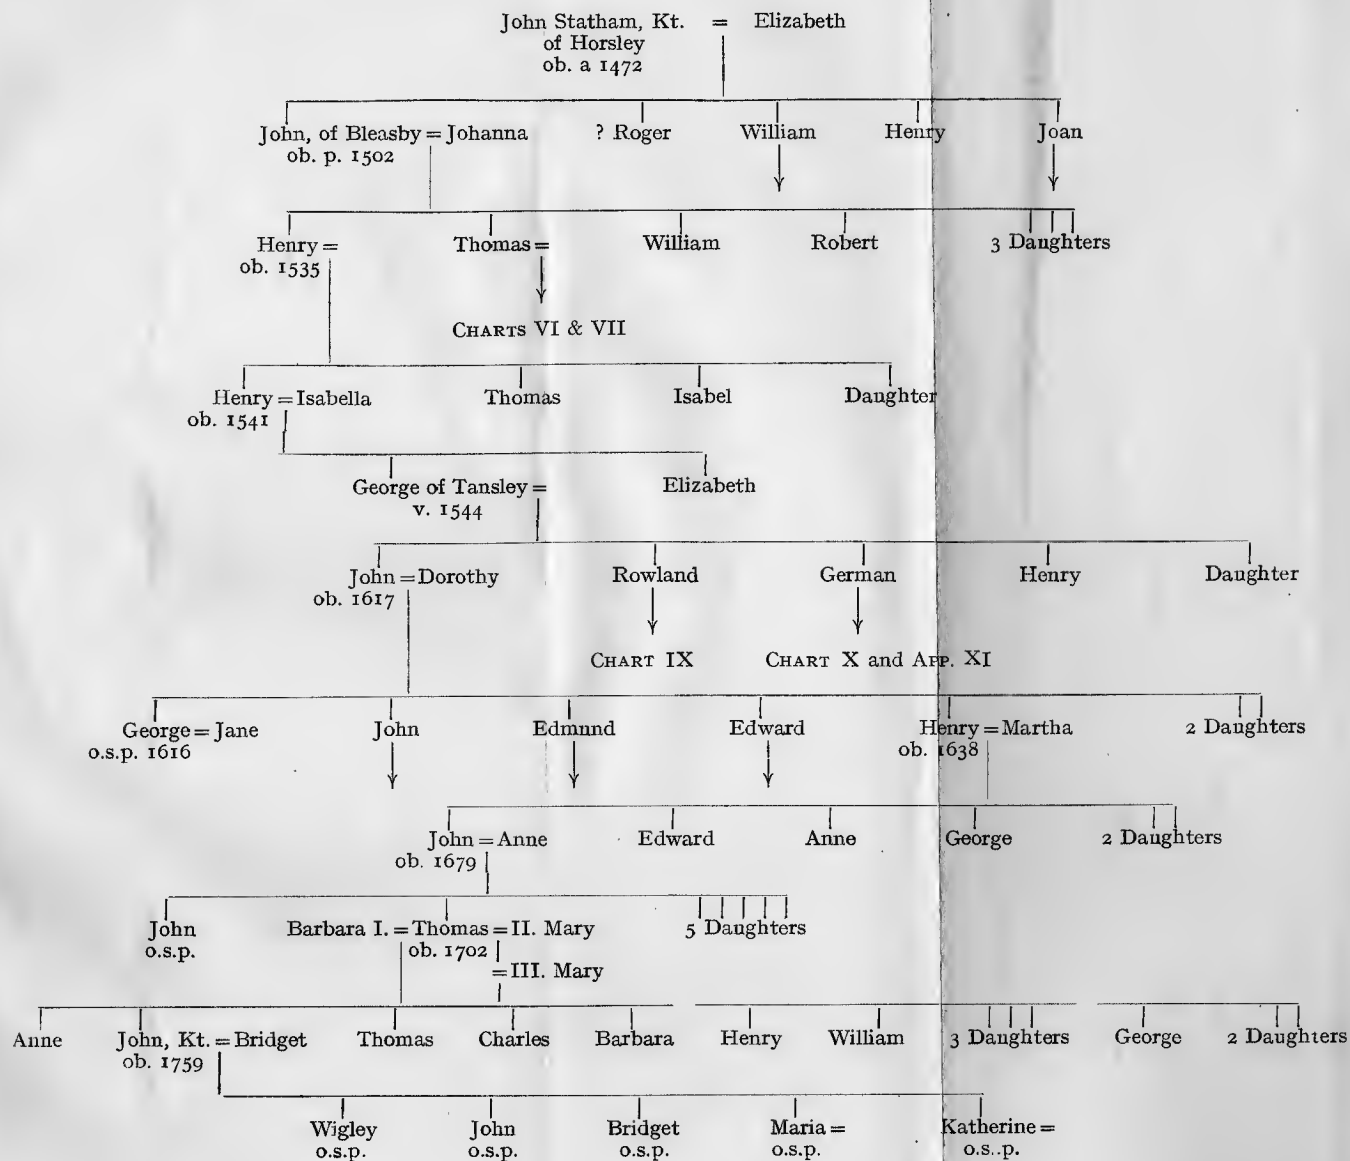 John Statham, Kt. = Elizabeth
of Horsley
ob. a 1472
John, of Bleasby = Johanna ? Roger William Henry Joan
ob. p. 1502
Henry = Thomas = William Robert 3 Daughters
ob. 1535
CHARTS VI & VII
Henry = Isabella Thomas Isabel Daughter
ob. 1541
George of Tansley = Elizabeth
v. 1544
John = Dorothy Rowland German Henry Daughter
ob. 1617
CHART IX CHART X and APP. XI
George = Jane John Edmund Edward Henry = Martha 2 Daughters
o.s.p. 1616 ob. 1638
John = Anne Edward Anne George 2 Daughters
ob. 1679
John Barbara I. = Thomas = II. Mary 5 Daughters
o.s.p. ob. 1702
= III. Mary
Anne John, Kt. = Bridget Thomas Charles Barbara Henry William 3 Daughters George 2 Daughters
ob. 1759
Wigley John Bridget Maria = Katherine =
o.s.p. o.s.p. o.s.p. o.s.p. o.s..p.